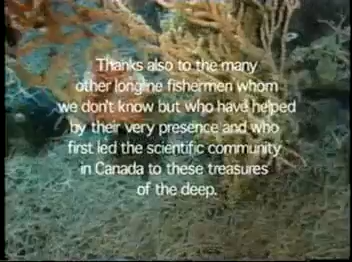 Thanks also to the many
other longline fishermen whom
we don't know but who have helped
by their very presence and who
first led the scientific community
in Canada to these treasures
of the deep.